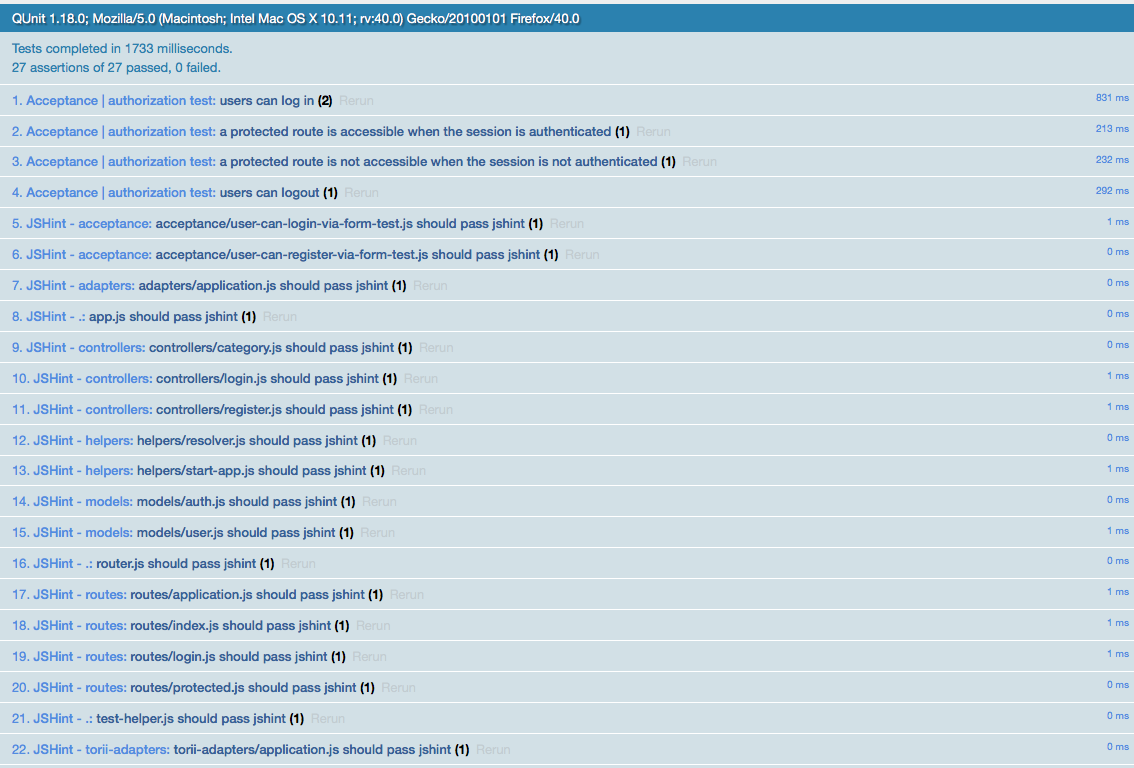 QUnit 1.18.0; Mozilla/5.0 (Macintosh; Intel Mac OS X 10.11; rv:40.0) Gecko/20100101 Firefox/40.0
Tests completed in 1733 milliseconds.
27 assertions of 27 passed, 0 failed.
1. Acceptance | authorization test: users can log in (2) Rerun 831 ms
2. Acceptance | authorization test: a protected route is accessible when the session is authenticated (1) Rerun 213 ms
3. Acceptance | authorization test: a protected route is not accessible when the session is not authenticated (1) Rerun 232 ms
4. Acceptance | authorization test: users can logout (1) Rerun 292 ms
5. JSHint - acceptance: acceptance/user-can-login-via-form-test.js should pass jshint (1) Rerun 1 ms
6. JSHint - acceptance: acceptance/user-can-register-via-form-test.js should pass jshint (1) Rerun 0 ms
7. JSHint - adapters: adapters/application.js should pass jshint (1) Rerun 0 ms
8. JSHint - .: app.js should pass jshint (1) Rerun 0 ms
9. JSHint - controllers: controllers/category.js should pass jshint (1) Rerun 0 ms
10. JSHint - controllers: controllers/login.js should pass jshint (1) Rerun 1 ms
11. JSHint - controllers: controllers/register.js should pass jshint (1) Rerun 1 ms
12. JSHint - helpers: helpers/resolver.js should pass jshint (1) Rerun 0 ms
13. JSHint - helpers: helpers/start-app.js should pass jshint (1) Rerun 1 ms
14. JSHint - models: models/auth.js should pass jshint (1) Rerun 0 ms
15. JSHint - models: models/user.js should pass jshint (1) Rerun 1 ms
16. JSHint - .: router.js should pass jshint (1) Rerun 0 ms
17. JSHint - routes: routes/application.js should pass jshint (1) Rerun 1 ms
18. JSHint - routes: routes/index.js should pass jshint (1) Rerun 1 ms
19. JSHint - routes: routes/login.js should pass jshint (1) Rerun 1 ms
20. JSHint - routes: routes/protected.js should pass jshint (1) Rerun 0 ms
21. JSHint - .: test-helper.js should pass jshint (1) Rerun 0 ms
22. JSHint - torii-adapters: torii-adapters/application.js should pass jshint (1) Rerun 0 ms